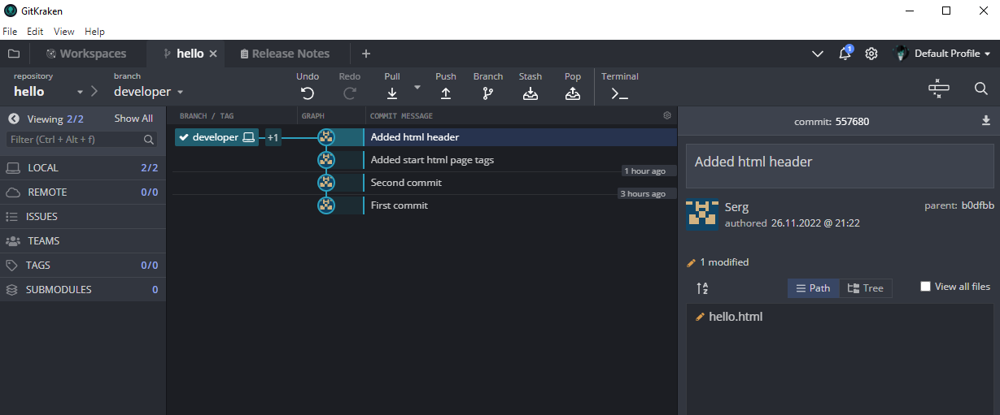 GitKraken
File Edit View Help
Workspaces hello Release Notes 1 Default Profile
repository branch Undo Redo Pull Push Branch Stash Pop Terminal
hello developer
Viewing 2/2 Show All
Filter (Ctrl + Alt + f)
LOCAL 2/2
REMOTE 0/0
ISSUES
TEAMS
TAGS 0/0
SUBMODULES 0
BRANCH / TAG GRAPH COMMIT MESSAGE
developer +1 Added html header
Added start html page tags
1 hour ago
Second commit
3 hours ago
First commit
commit: 557680
Added html header
Serg parent: b0dfbb
authored 26.11.2022 @ 21:22
1 modified
A Z Path Tree View all files
hello.html